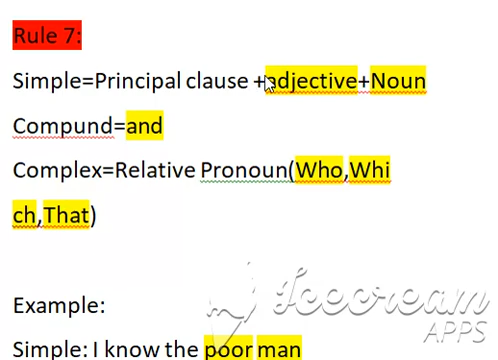 Rule 7:
Simple=Principal clause +adjective+Noun
Compund=and
Complex=Relative Pronoun(Who,Whi
ch,That)
Icecream
APPS
Example:
Simple: I know the poor man